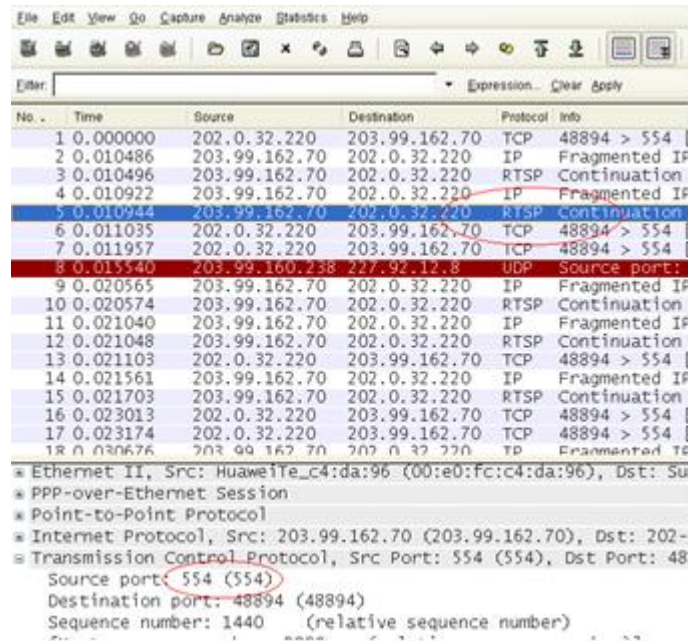 File Edit View Go Capture Analyze Statistics Help
Filter: Expression... Clear Apply
No. . Time Source Destination Protocol Info
1 0.000000 202.0.32.220 203.99.162.70 TCP 48894 > 554 [
2 0.010486 203.99.162.70 202.0.32.220 IP Fragmented IP
3 0.010496 203.99.162.70 202.0.32.220 RTSP Continuation
4 0.010922 203.99.162.70 202.0.32.220 IP Fragmented IP
5 0.010944 203.99.162.70 202.0.32.220 RTSP Continuation
6 0.011035 202.0.32.220 203.99.162.70 TCP 48894 > 554 [
7 0.011957 202.0.32.220 203.99.162.70 TCP 48894 > 554 [
8 0.015540 203.99.160.238 227.92.12.8 UDP Source port:
9 0.020565 203.99.162.70 202.0.32.220 IP Fragmented IP
10 0.020574 203.99.162.70 202.0.32.220 RTSP Continuation
11 0.021040 203.99.162.70 202.0.32.220 IP Fragmented IP
12 0.021048 203.99.162.70 202.0.32.220 RTSP Continuation
13 0.021103 202.0.32.220 203.99.162.70 TCP 48894 > 554 [
14 0.021561 203.99.162.70 202.0.32.220 IP Fragmented IP
15 0.021703 203.99.162.70 202.0.32.220 RTSP Continuation
16 0.023013 202.0.32.220 203.99.162.70 TCP 48894 > 554 [
17 0.023174 202.0.32.220 203.99.162.70 TCP 48894 > 554 [
18 0.030676 203.99.162.70 202.0.32.220 IP Fragmented IP
Ethernet II, Src: HuaweiTe_c4:da:96 (00:e0:fc:c4:da:96), Dst: Su
PPP-over-Ethernet Session
Point-to-Point Protocol
Internet Protocol, Src: 203.99.162.70 (203.99.162.70), Dst: 202-
Transmission Control Protocol, Src Port: 554 (554), Dst Port: 48
Source port: 554 (554)
Destination port: 48894 (48894)
Sequence number: 1440 (relative sequence number)